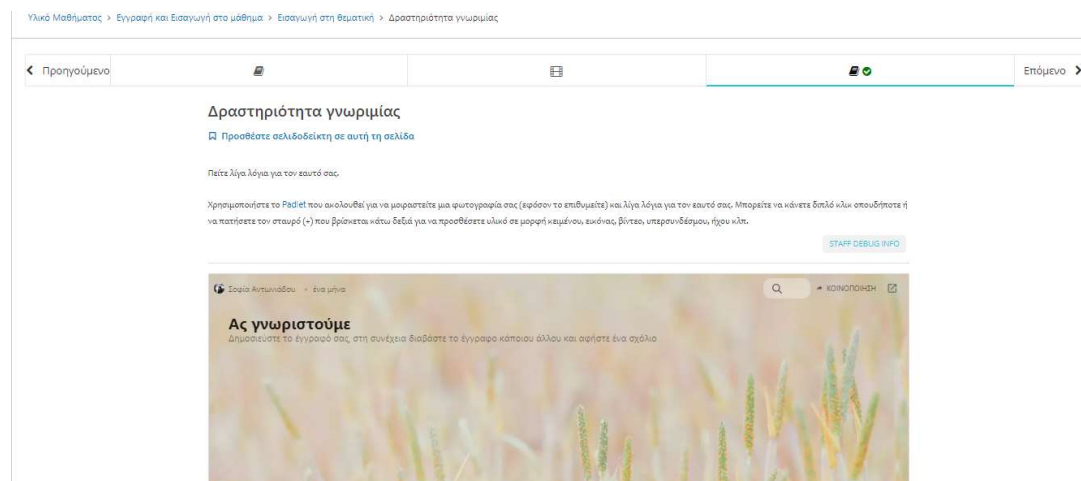 Υλικό Μαθήματος > Εγγραφή και Εισαγωγή στο μάθημα > Εισαγωγή στη θεματική > Δραστηριότητα γνωριμίας
Προηγούμενο
Επόμενο
Δραστηριότητα γνωριμίας
Προσθέστε σελιδοδείκτη σε αυτή τη σελίδα
Πείτε λίγα λόγια για τον εαυτό σας.
Χρησιμοποιήστε το Padlet που ακολουθεί για να μοιραστείτε μια φωτογραφία σας (εφόσον το επιθυμείτε) και λίγα λόγια για τον εαυτό σας. Μπορείτε να κάνετε διπλό κλικ οπουδήποτε ή
να πατήσετε τον σταυρό (+) που βρίσκεται κάτω δεξιά για να προσθέσετε υλικό σε μορφή κειμένου, εικόνας, βίντεο, υπερσυνδέσμου, ήχου κλπ.
STAFF DEBUG INFO
Σοφία Αντωνιάδου • ένα μήνα
ΚΟΙΝΟΠΟΙΗΣΗ
Ας γνωριστούμε
Δημοσιεύστε το έγγραφό σας, στη συνέχεια διαβάστε το έγγραφο κάποιου άλλου και αφήστε ένα σχόλιο